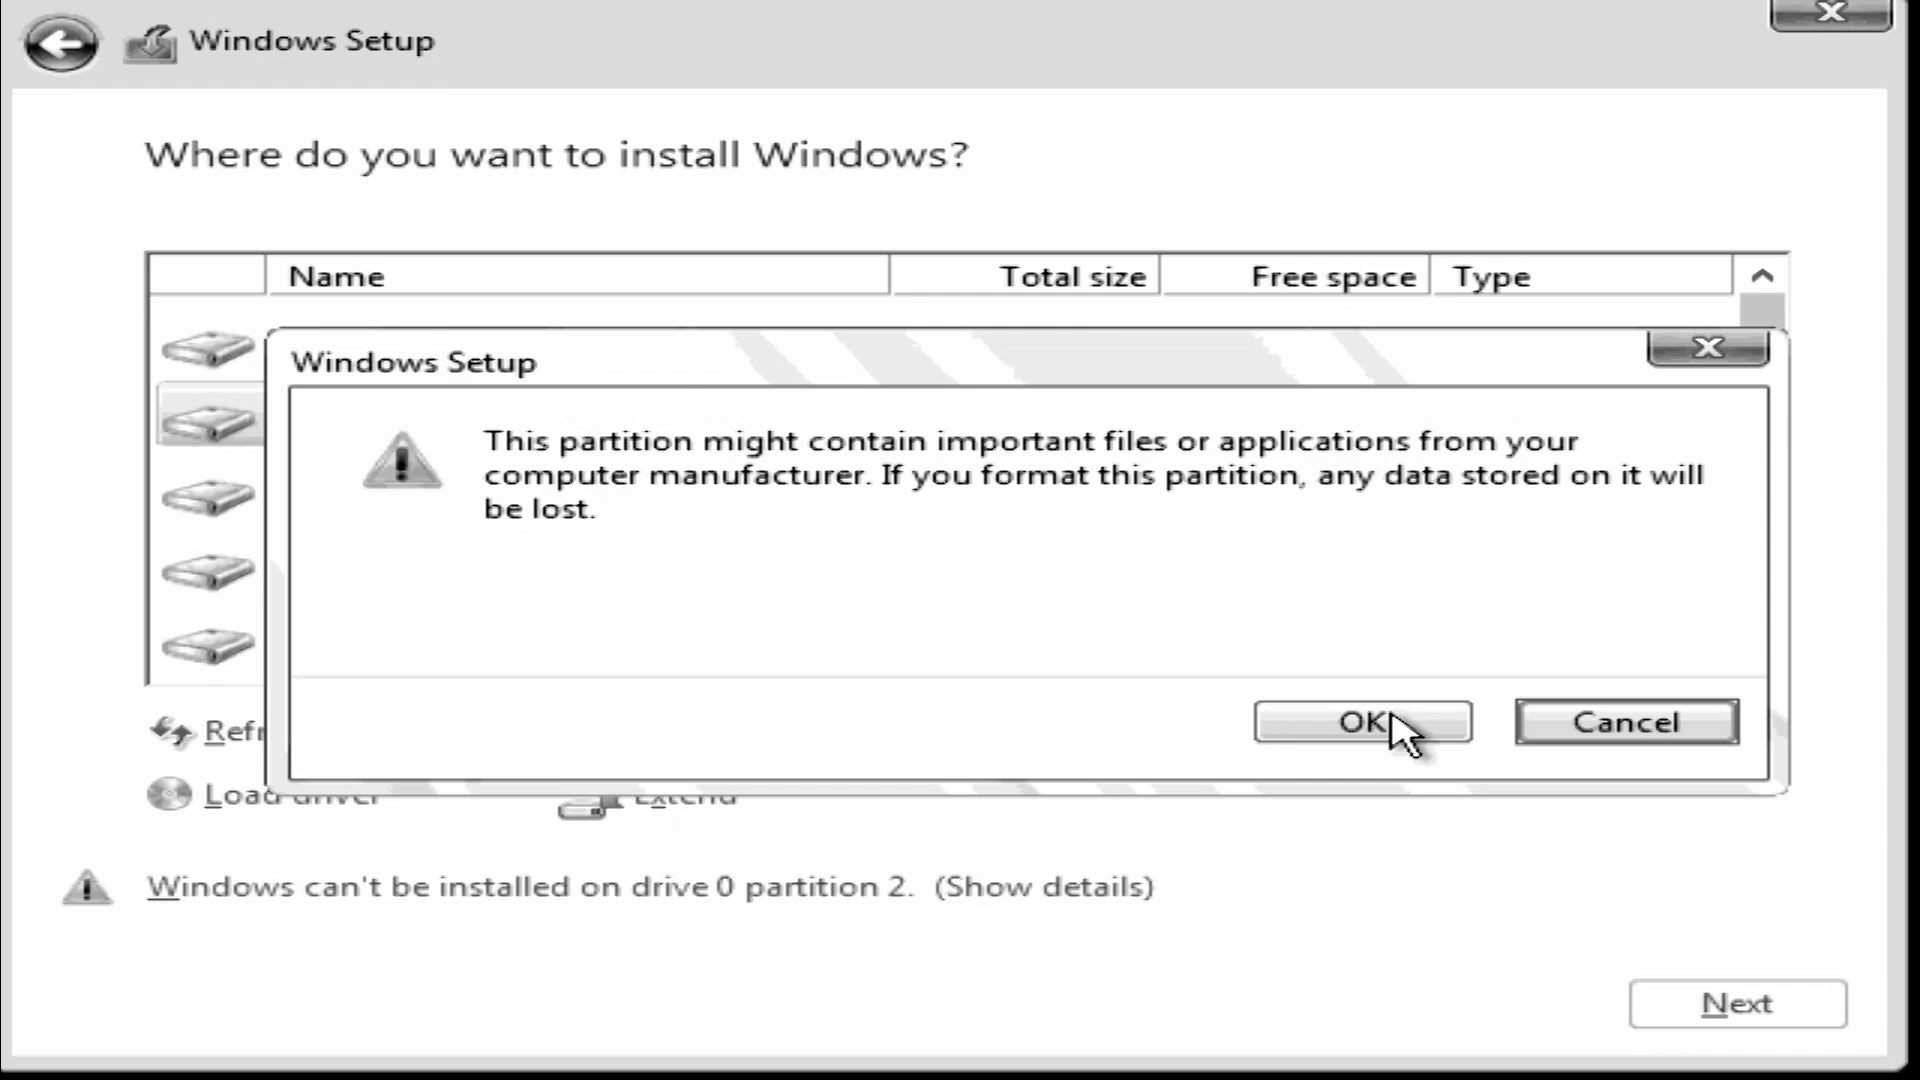 Windows Setup
Where do you want to install Windows?
Name Total size Free space Type
Windows Setup
This partition might contain important files or applications from your
computer manufacturer. If you format this partition, any data stored on it will
be lost.
OK Cancel
Refr
Load driver Extend
Windows can't be installed on drive 0 partition 2. (Show details)
Next